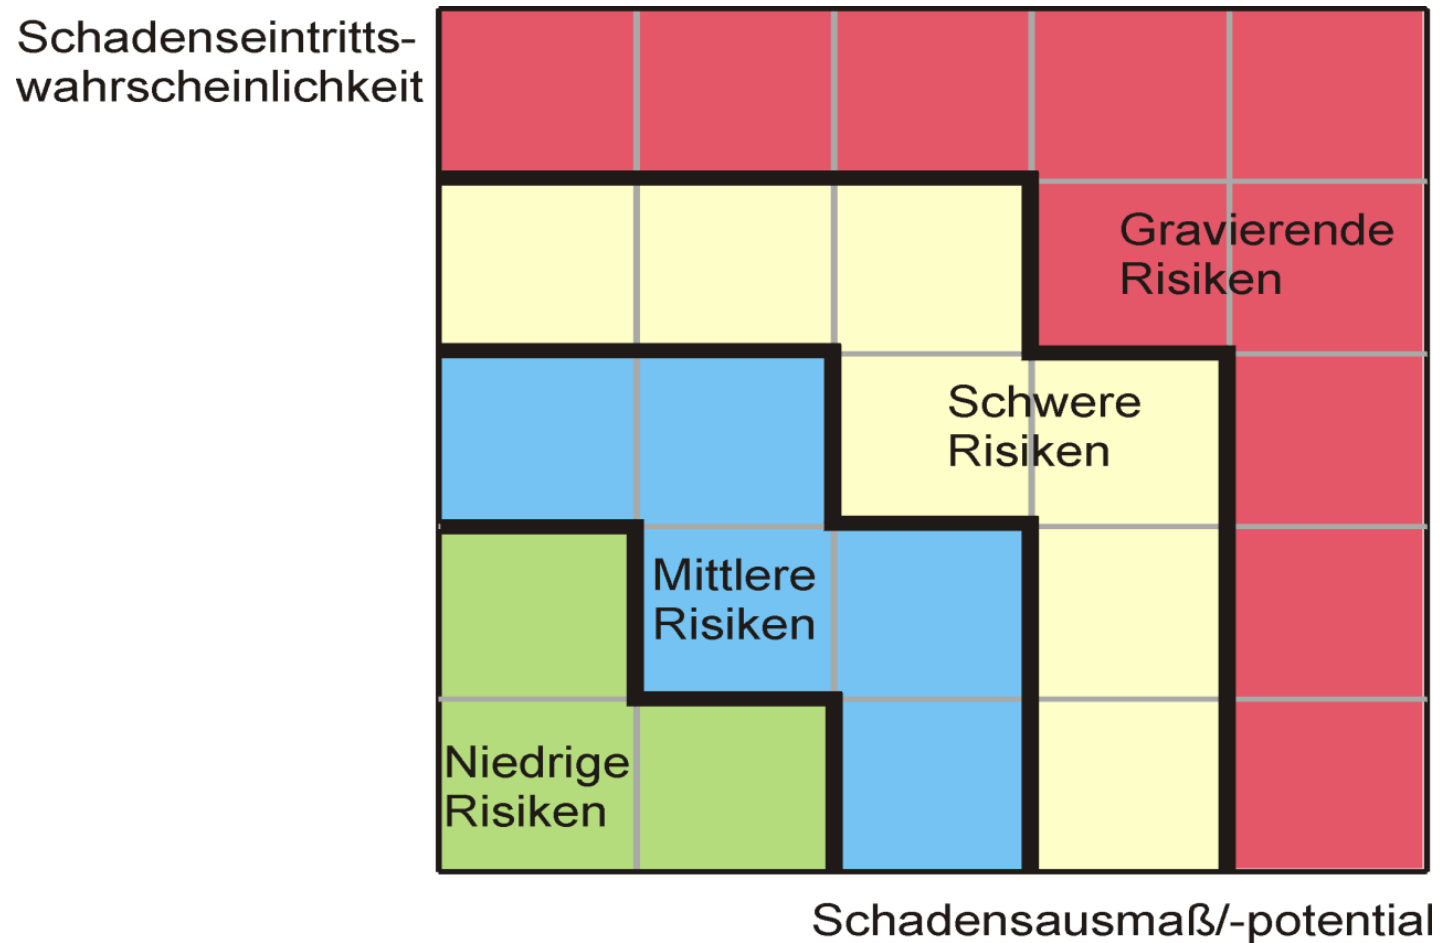 Schadenseintritts-
wahrscheinlichkeit
Gravierende
Risiken
Schwere
Risiken
Mittlere
Risiken
Niedrige
Risiken
Schadensausmaß/-potential